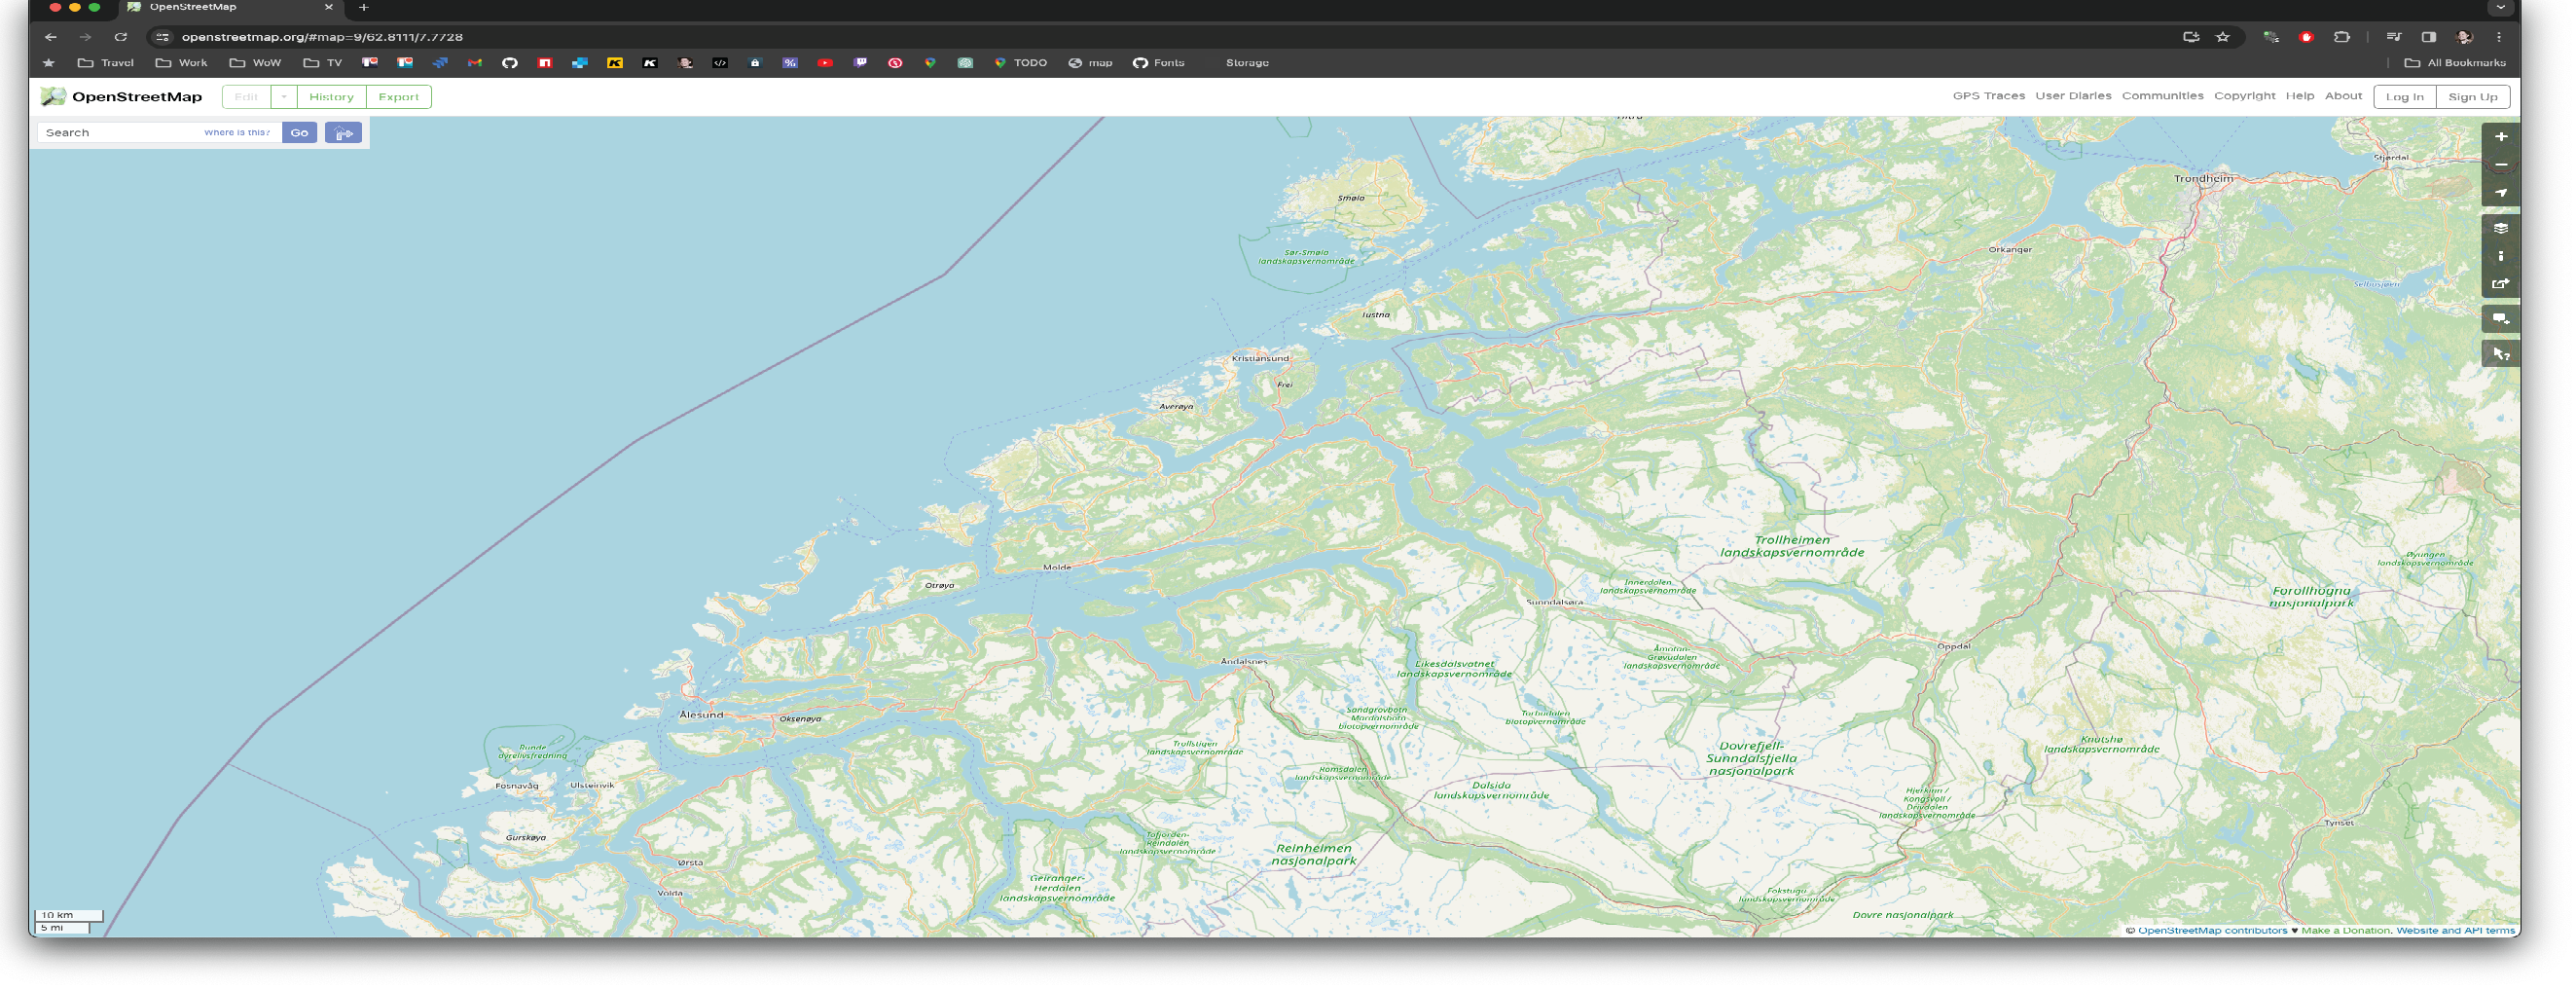 OpenStreetMap
openstreetmap.org/#map=9/62.8111/7.7728
Travel
Work
WoW
TV
TODO
map
Fonts
Storage
All Bookmarks
OpenStreetMap
Edit
History
Export
GPS Traces
User Diaries
Communities
Copyright
Help
About
Log In
Sign Up
Search
Where is this?
Go
Stjørdal
Trondheim
Smøla
Orkanger
Sør-Smøla
landskapsvernområde
Selbusjøen
Tustna
Kristiansund
Frei
Averøya
Trollheimen
landskapsvernområde
Øyungen
landskapsvernområde
Molde
Otrøya
Innerdalen
landskapsvernområde
Forollhogna
nasjonalpark
Sunndalsøra
Oppdal
Åmotan-
Grøvudalen
landskapsvernområde
Åndalsnes
Eikesdalsvatnet
landskapsvernområde
Ålesund
Oksenøya
Sandgrovbotn
Mardalsbotn
biotopvernområde
Torbudalen
biotopvernområde
Trollstigen
landskapsvernområde
Knutshø
landskapsvernområde
Runde
dyrelivsfredning
Dovrefjell-
Sunndalsfjella
nasjonalpark
Romsdalen
landskapsvernområde
Fosnavåg
Ulsteinvik
Dalsida
landskapsvernområde
Hjerkinn /
Kongsvoll /
Drivdalen
landskapsvernområde
Tynset
Gurskøya
Tafjorden-
Reindalen
landskapsvernområde
Reinheimen
nasjonalpark
Ørsta
Volda
Geiranger-
Herdalen
landskapsvernområde
Fokstugu
landskapsvernområde
Dovre nasjonalpark
10 km
5 mi
© OpenStreetMap contributors ♥ Make a Donation. Website and API terms